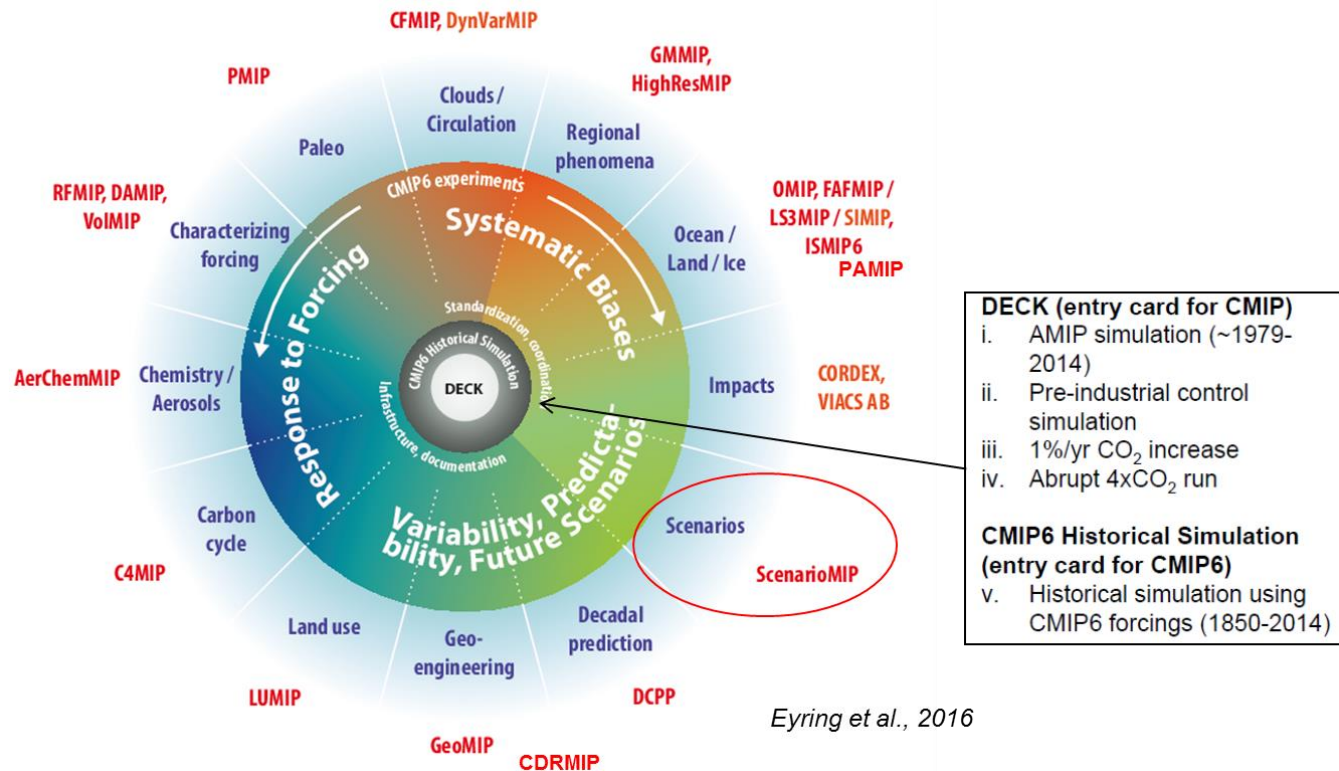 CFMIP, DynVarMIP
Clouds /
Circulation
GMMIP,
HighResMIP
Regional
phenomena
OMIP, FAFMIP /
LS3MIP / SIMIP,
ISMIP6
PAMIP
Ocean /
Land / Ice
CORDEX,
VIACS AB
Impacts
Scenarios
ScenarioMIP
Decadal
prediction
DCPP
Geo-
engineering
GeoMIP
CDRMIP
Land use
LUMIP
Carbon
cycle
C4MIP
Chemistry /
Aerosols
AerChemMIP
Characterizing
forcing
RFMIP, DAMIP,
VolMIP
Paleo
PMIP
CMIP6 experiments
Systematic Biases
Response to Forcing
Variability, Predicta-
bility, Future Scenarios
Standardization, coordination
Infrastructure, documentation
CMIP6 Historical Simulation
DECK
DECK (entry card for CMIP)
i. AMIP simulation (~1979-
2014)
ii. Pre-industrial control
simulation
iii. 1%/yr CO₂ increase
iv. Abrupt 4xCO₂ run
CMIP6 Historical Simulation
(entry card for CMIP6)
v. Historical simulation using
CMIP6 forcings (1850-2014)
Eyring et al., 2016